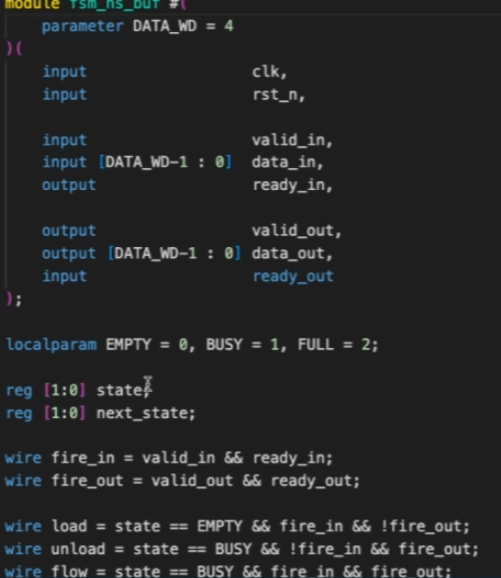 module fsm_hs_buf #(
    parameter DATA_WD = 4
)(
    input                clk,
    input                rst_n,
    input                valid_in,
    input [DATA_WD-1 : 0]  data_in,
    output               ready_in,
    output               valid_out,
    output [DATA_WD-1 : 0] data_out,
    input                ready_out
);
localparam EMPTY = 0, BUSY = 1, FULL = 2;
reg [1:0] state;
reg [1:0] next_state;
wire fire_in = valid_in && ready_in;
wire fire_out = valid_out && ready_out;
wire load = state == EMPTY && fire_in && !fire_out;
wire unload = state == BUSY && !fire_in && fire_out;
wire flow = state == BUSY && fire_in && fire_out;